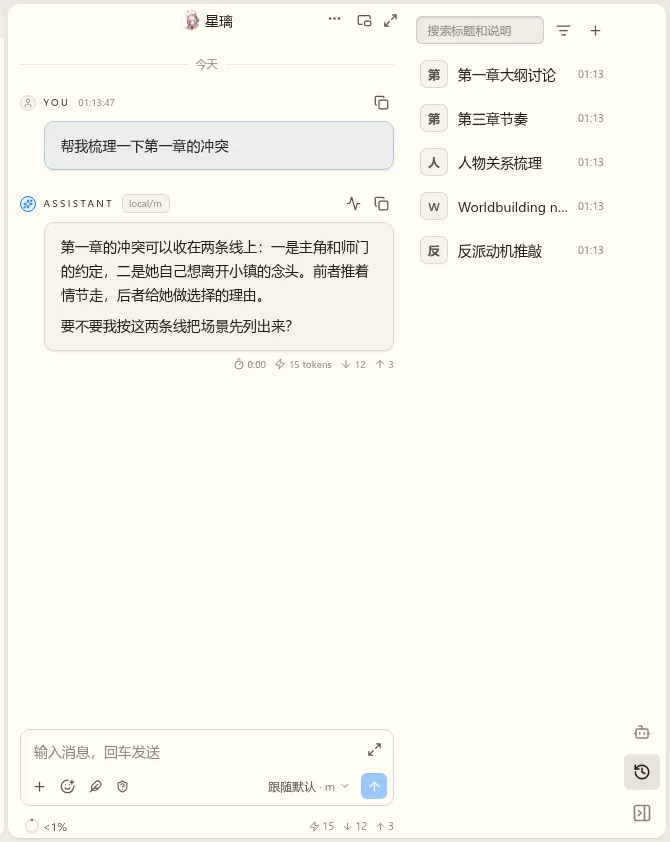 星璃
今天
YOU 01:13:47
帮我梳理一下第一章的冲突
ASSISTANT local/m
第一章的冲突可以收在两条线上：一是主角和师门
的约定，二是她自己想离开小镇的念头。前者推着
情节走，后者给她做选择的理由。
要不要我按这两条线把场景先列出来？
0:00 15 tokens 12 3
输入消息，回车发送
跟随默认 · m
<1% 15 12 3
搜索标题和说明
第 第一章大纲讨论 01:13
第 第三章节奏 01:13
人 人物关系梳理 01:13
W Worldbuilding n... 01:13
反 反派动机推敲 01:13